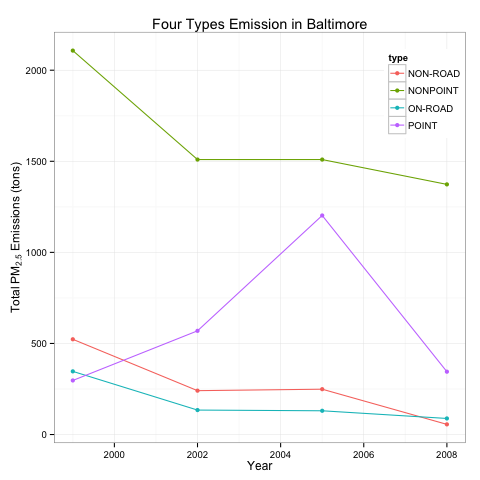 Four Types Emission in Baltimore
type
NON-ROAD
NONPOINT
ON-ROAD
POINT
Total PM2.5 Emissions (tons)
2000
1500
1000
500
0
2000
2002
2004
2006
2008
Year